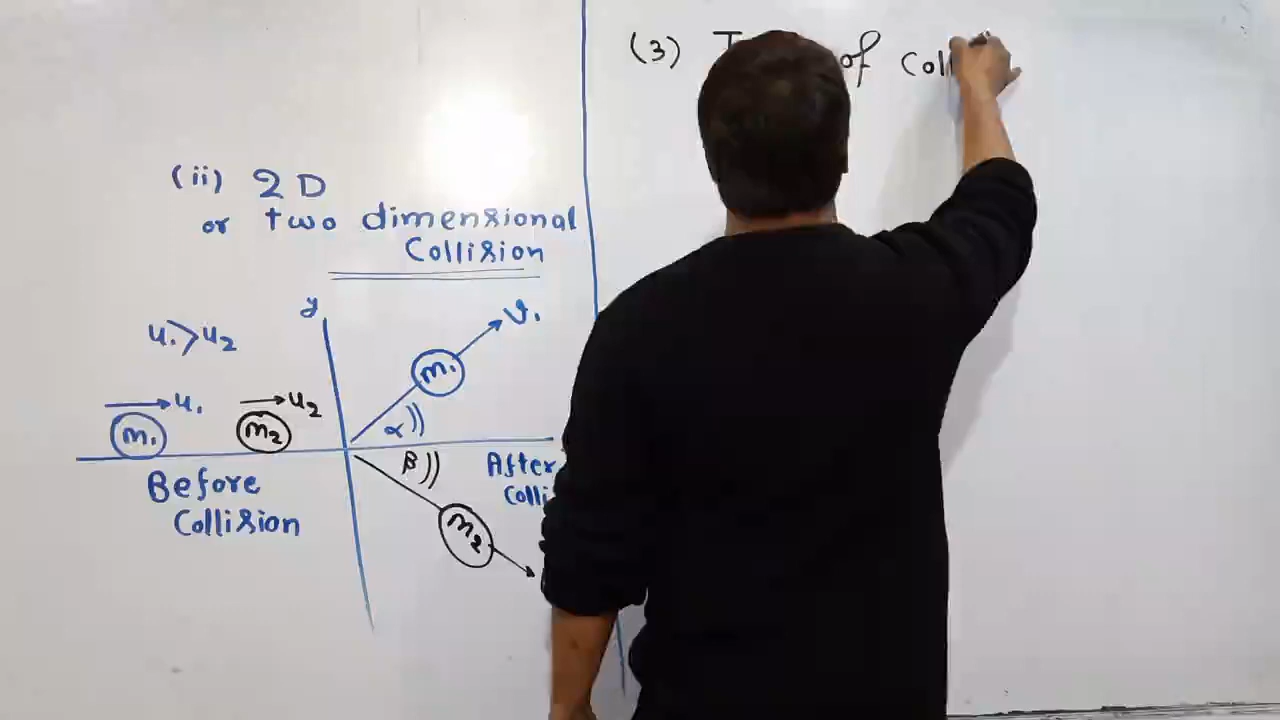 (ii) 2D
or two dimensional
Collision
u₁>u₂
y
v₁
m₁
u₁
u₂
m₁
m₂
α
β
After
Before
Collision
m₂
(3)
of